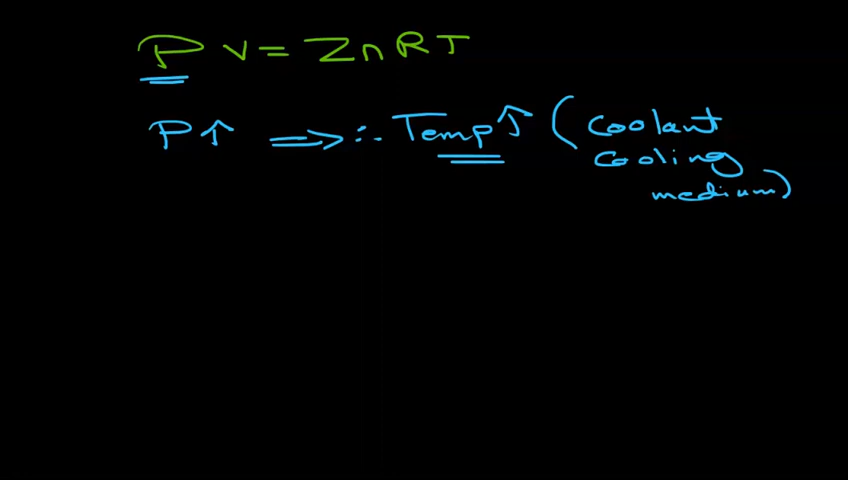 PV = ZnRT
P↑ ⟹ ∴ Temp↑ (coolant
cooling
medium)